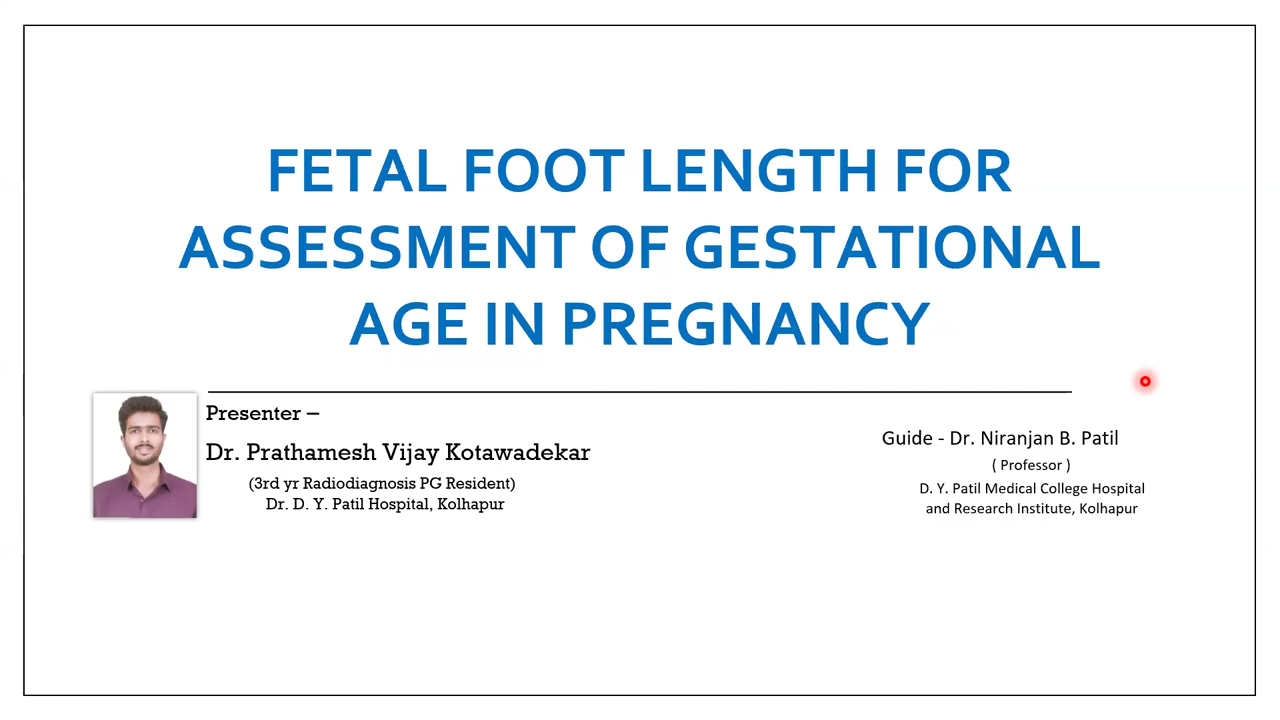 FETAL FOOT LENGTH FOR
ASSESSMENT OF GESTATIONAL
AGE IN PREGNANCY
Presenter –
Dr. Prathamesh Vijay Kotawadekar
(3rd yr Radiodiagnosis PG Resident)
Dr. D. Y. Patil Hospital, Kolhapur
Guide - Dr. Niranjan B. Patil
( Professor )
D. Y. Patil Medical College Hospital
and Research Institute, Kolhapur